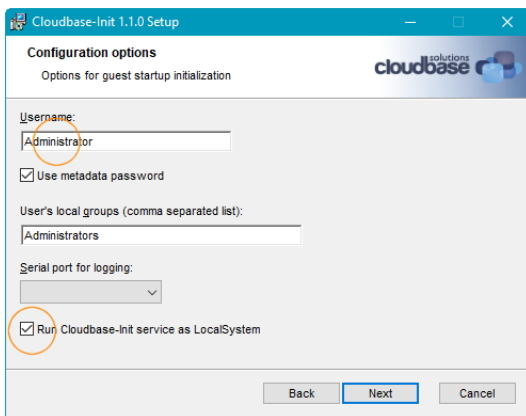 Cloudbase-Init 1.1.0 Setup
Configuration options
Options for guest startup initialization
cloudbase solutions
Username:
Administrator
Use metadata password
User's local groups (comma separated list):
Administrators
Serial port for logging:
Run Cloudbase-Init service as LocalSystem
Back Next Cancel